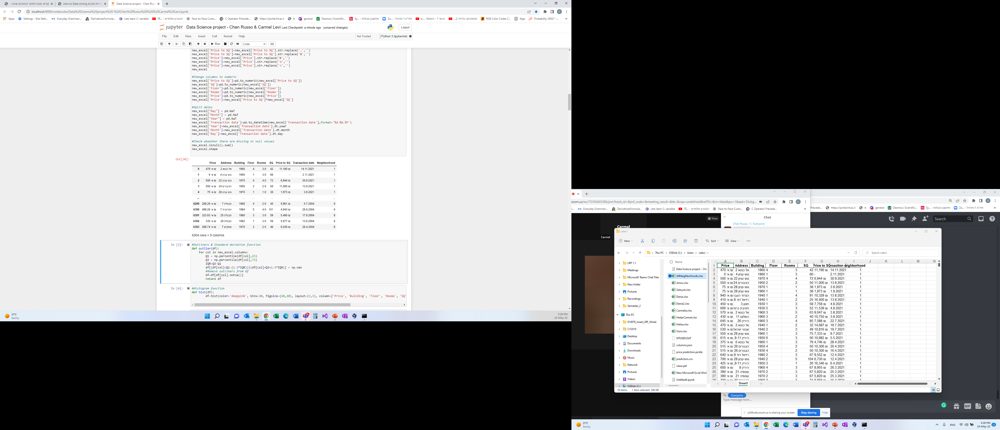 intro to Data mining
Data Science project - Chen Rus
localhost:8888/notebooks/Data%20Science%20project%20-%20Chen%20Russo%20%26%20Carmel%20Levi.ipynb
Apps Settings - Site Setti... Everyday Grammar:... DerivativesFormula... Lets learn C: varialbe TE... - הטכניון מלמדים Face-to-Face Custo... C Operator Precede... https://portal.hit.ac.il פ general Desmos | Scientific... Sy... - מחשבון גבולות Zo... - חדו"א 1-תרגיל e,... אינפי 1 - המספר 2... מתמטיקה בדידה RGB Color Codes C... Algo Probability 20021 -...
jupyter Data Science project - Chen Russo & Carmel Levi Last Checkpoint: a minute ago (unsaved changes) Logout
File Edit View Insert Cell Kernel Help Not Trusted Python 3 (ipykernel)
Run Code
new_excel['Price to SQ']=new_excel['Price to SQ'].str.replace(',','')
new_excel['Price to SQ']=new_excel['Price to SQ'].str.replace('₪','')
new_excel['Price']=new_excel['Price'].str.replace('₪','')
new_excel
#Change columns to numeric
new_excel['Price to SQ']=pd.to_numeric(new_excel['Price to SQ'])
new_excel['SQ']=pd.to_numeric(new_excel['SQ'])
new_excel['Floor']=pd.to_numeric(new_excel['Floor'])
new_excel['Rooms']=pd.to_numeric(new_excel['Rooms'])
new_excel['Price']=pd.to_numeric(new_excel['Price'])
new_excel['Price']=new_excel['Price to SQ']*new_excel['SQ']
#Split dates
new_excel["Day"] = pd.NaT
new_excel["Month"] = pd.NaT
new_excel["Year"] = pd.NaT
new_excel['Transaction date']=pd.to_datetime(new_excel['Transaction date'],format='%d.%m.%Y')
new_excel['Year']=new_excel['Transaction date'].dt.year
new_excel['Month']=new_excel['Transaction date'].dt.month
new_excel['Day']=new_excel['Transaction date'].dt.day
#Check wheather there are missing or null values
new_excel.isnull().sum()
new_excel.shape
Out[30]:
Price Address Building Floor Rooms SQ Price to SQ Transaction date Neighborhood
0 470 א' ₪ אל כנסא 2 1960 4 3.0 42 11,190 ₪ 14.11.2021 1
1 0 א' ₪ גוש עציון 4 1960 1 3.0 66 - 2.11.2021 1
2 500 א' ₪ גוש עציון 22 1970 4 4.0 72 6,944 ₪ 30.9.2021 1
3 550 א' ₪ הגיבורים 24 1950 2 2.0 50 11,000 ₪ 13.9.2021 1
4 75 א' ₪ גוש עציון 28 1970 1 1.0 38 1,973 ₪ 3.9.2021 1
... ... ... ... ... ... ... ... ... ...
6299 268.26 א' ₪ חבצלת 7 1980 4 2.0 45 5,961 ₪ 5.7.2004 8
6300 499.28 א' ₪ המרגנית 7 1984 5 4.0 101 4,943 ₪ 28.6.2004 8
6301 323.93 א' ₪ חבצלת 25 1980 3 3.0 59 5,490 ₪ 17.6.2004 8
6302 335 א' ₪ חבצלת 29 1982 1 3.0 59 5,677 ₪ 13.6.2004 8
6303 289.74 א' ₪ אופקים 7 1970 3 2.0 48 6,036 ₪ 28.4.2004 8
6304 rows × 9 columns
In [3]: #Outliners & Standard deviation function
def outlier(df):
for col in new_excel.columns:
Q1 = np.percentile(df[col],25)
Q3 = np.percentile(df[col],75)
IQR=Q3-Q1
df[(df[col]<Q1-(1.5*IQR))|(df[col]>Q3+1.5*IQR)] = np.nan
#Remove outliners from df
df=df[df[col].notna()]
return df
In [4]: #Histogram function
def hist(df):
df.hist(color='deeppink', bins=30, figsize=(20,20), layout=(3,3), column=['Price', 'Building', 'Floor', 'Rooms', 'SQ'
21°C
Sunny
5:28 PM
24-May-22
zoom.us/wc/75356665386/join?track_id=&jmf_code=&meeting_result=&tk=&cap=undefined&refTK=&rn=false&po=1&epk=55cbg...
Everyday Grammar:... DerivativesFormula... Lets learn C: varialbe TE... - הטכניון מלמדים Face-to-Face Custo... C Operator Precede...
Precede... https://portal.hit.ac.il פ general Desmos | Scientific... Sy... - מחשבון גבולות Zo... - חדו"א 1-תרגיל
View
Chat
Chen Russo To Everyone
Search
Carmel
Carmel
calevi
New Sort View
This PC OSDisk (C:) Users calevi Search calevi
LRP 1.1
Meetings
Microsoft Teams Chat Files
New folder
Pictures
Recordings
Semester_2
This PC
914978_Israel_LRP_Wired
CY2019
Desktop
Documents
Downloads
Music
Network
Pictures
Videos
OSDisk (C:)
Name
Data Science project - Ch
AllNeighborhoods.xlsx
Amos.xlsx
Galoyot.xlsx
Denia.xlsx
Denia2.xlsx
Carmelia.xlsx
HadarCarmel.xlsx
Halisa.xlsx
Vizni.xlsx
NTUSER.DAT
columns.json
price prediction.pickle
prediction.csv
classi.pkl
New Microsoft Excel Wor
Untitled4.ipynb
A B C D E F G H I J K L M N
1 Price Address Building Floor Rooms SQ Price to SQ nsaction d eighborhood
2 470 א' ₪ אל כנסא 2 1960 4 3 42 11,190 ₪ 14.11.2021 1
3 0 א' ₪ גוש עציון 4 1960 1 3 66 - 2.11.2021 1
4 500 א' ₪ גוש עציון 22 1970 4 4 72 6,944 ₪ 30.9.2021 1
5 550 א' ₪ הגיבורים 24 1950 2 2 50 11,000 ₪ 13.9.2021 1
6 75 א' ₪ גוש עציון 28 1970 1 1 38 1,973 ₪ 3.9.2021 1
7 75 א' ₪ גוש עציון 28 1960 1 1 38 1,973 ₪ 1.9.2021 1
8 940 א' ₪ הגדוד העבר 1940 1 4 91 10,329 ₪ 13.8.2021 1
9 410 א' ₪ רזיאל דוד 8 1940 1 2 25 16,400 ₪ 13.8.2021 1
10 450 א' ₪ חוסן 3 1930 1 3 58 7,758 ₪ 4.8.2021 1
11 600 א' ₪ חטיבת כרמי 1930 5 3 52 11,538 ₪ 3.8.2021 1
12 570 א' ₪ אל כנסא 2 1960 3 5 63 9,047 ₪ 3.8.2021 1
13 430 א' ₪ השלום 11 1960 3 2 40 10,750 ₪ 3.8.2021 1
14 645 א' ₪ הירדן 26 1960 3 4 85 7,588 ₪ 22.7.2021 1
15 470 א' ₪ אל כנסא 2 1940 1 2 32 14,687 ₪ 19.7.2021 1
16 530 א' ₪ שבטי ישראל 1940 2 3 49 10,816 ₪ 19.7.2021 1
17 550 א' ₪ גוש עציון 28 1960 1 3 75 7,333 ₪ 9.7.2021 1
18 615 א' ₪ הירדן 9-11, 1950 6 3 56 10,982 ₪ 5.5.2021 1
19 375 א' ₪ אל כנסא 6 1960 1 3 79 4,746 ₪ 28.4.2021 1
20 515 א' ₪ הגבורים 26 1950 4 2 50 10,300 ₪ 20.4.2021 1
21 515 א' ₪ הגבורים 26 1930 4 2 50 10,300 ₪ 16.4.2021 1
22 640 א' ₪ רזיאל דוד 8 1980 2 3 67 9,552 ₪ 12.4.2021 1
23 700 א' ₪ גוש עציון 28 1940 2 5 104 6,730 ₪ 12.4.2021 1
24 425 א' ₪ הירדן 9-11, 1950 3 1 26 16,346 ₪ 6.4.2021 1
25 600 א' ₪ הירדן 8 1960 4 3 67 8,955 ₪ 26.3.2021 1
26 390 א' ₪ עוספיה 21 1970 2 3 67 5,820 ₪ 25.3.2021 1
27 390 א' ₪ עוספיה 21 1970 2 3 67 5,820 ₪ 25.3.2021 1
Sheet1
50 items 1 item selected 300 KB
To: Everyone
Type message here ...
us04web.zoom.us is sharing your screen. Stop sharing Hide
GIF
21°C
Sunny
ENG
5:28 PM
24-May-22
22